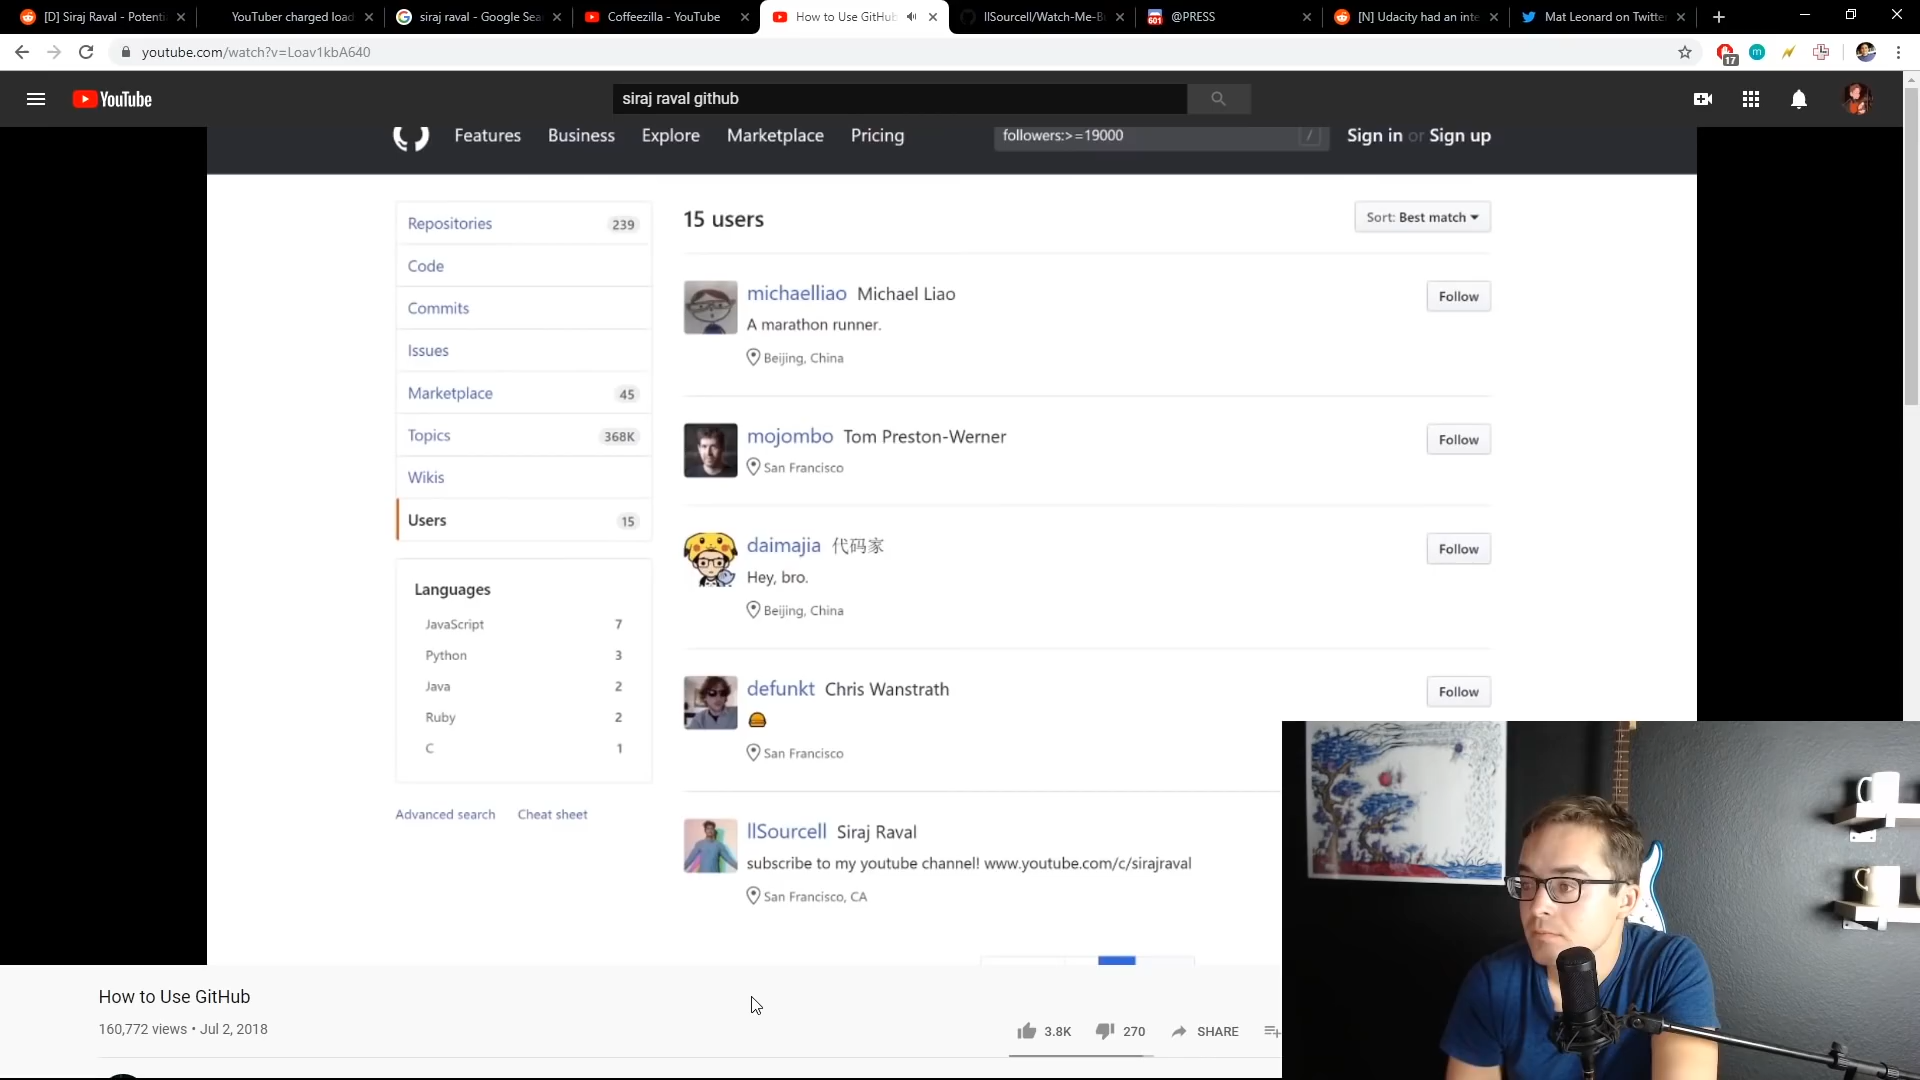 [D] Siraj Raval - Potenti
YouTuber charged load
siraj raval - Google Sea
Coffeezilla - YouTube
How to Use GitHub
llSourcell/Watch-Me-B
@PRESS
[N] Udacity had an inte
Mat Leonard on Twitte
youtube.com/watch?v=Loav1kbA640
17
m
YouTube
siraj raval github
Features
Business
Explore
Marketplace
Pricing
followers:>=19000
/
Sign in or Sign up
Repositories 239
Code
Commits
Issues
Marketplace 45
Topics 368K
Wikis
Users 15
Languages
JavaScript 7
Python 3
Java 2
Ruby 2
C 1
Advanced search
Cheat sheet
15 users
Sort: Best match
michaelliao Michael Liao
A marathon runner.
Beijing, China
Follow
mojombo Tom Preston-Werner
San Francisco
Follow
daimajia 代码家
Hey, bro.
Beijing, China
Follow
defunkt Chris Wanstrath
San Francisco
Follow
llSourcell Siraj Raval
subscribe to my youtube channel! www.youtube.com/c/sirajraval
San Francisco, CA
How to Use GitHub
160,772 views • Jul 2, 2018
3.8K
270
SHARE